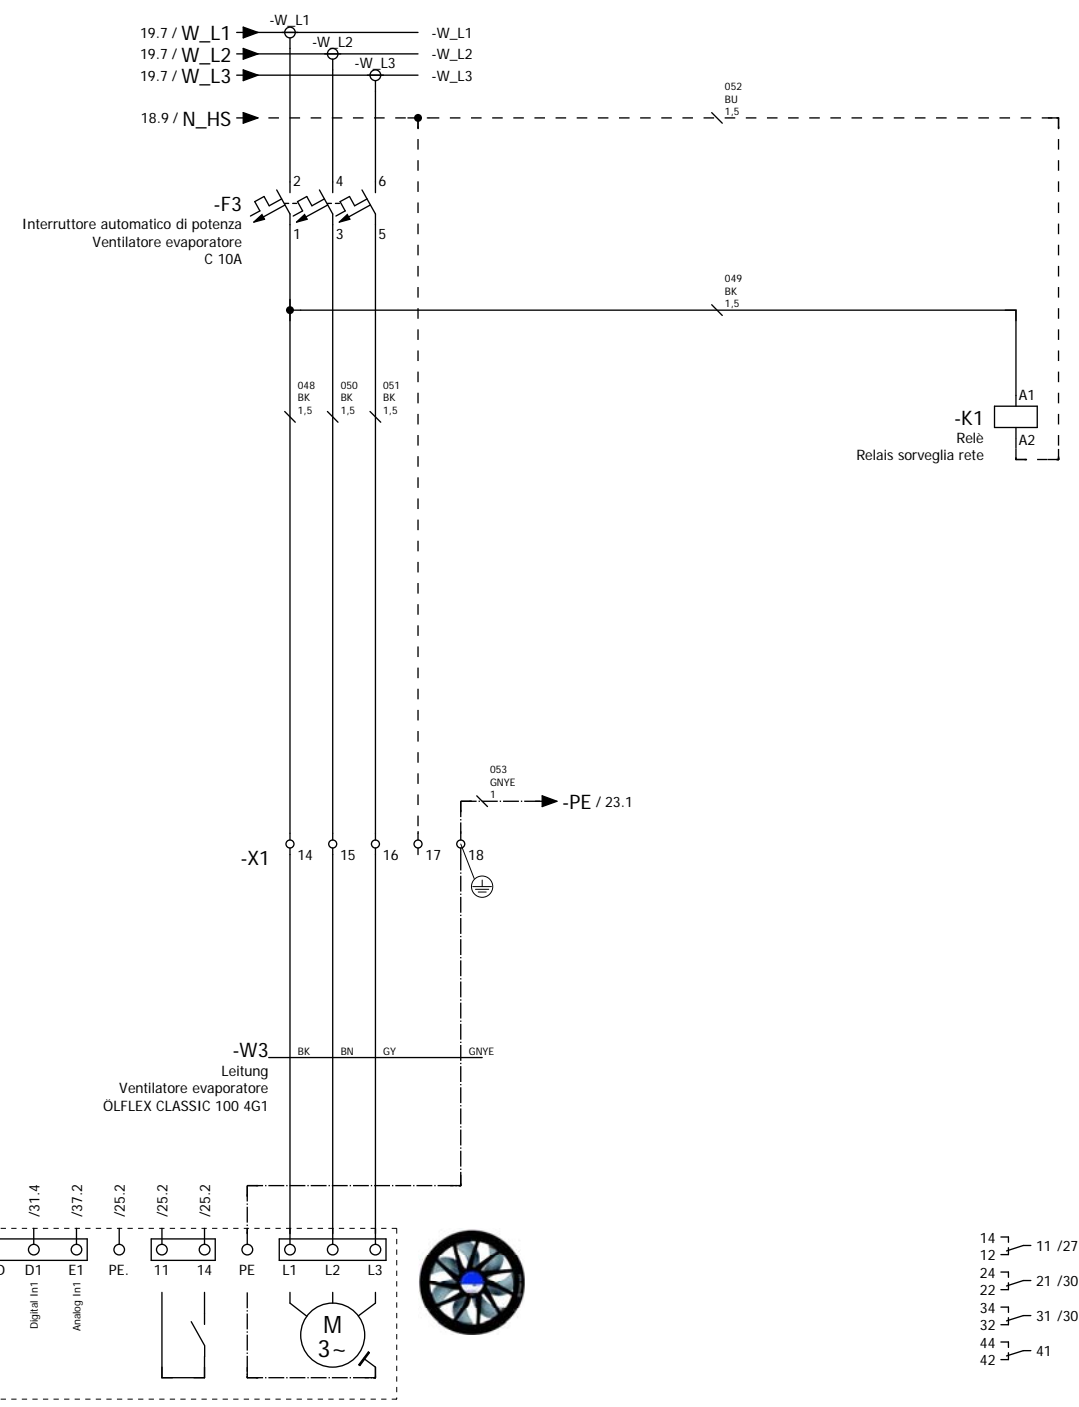 -W_L1
19.7 / W_L1 -W_L1
-W_L2
19.7 / W_L2 -W_L2
-W_L3
19.7 / W_L3 -W_L3
052
BU
1,5
18.9 / N_HS
2 4 6
-F3
Interruttore automatico di potenza
Ventilatore evaporatore
C 10A
1 3 5
049
BK
1,5
048 050 051
BK BK BK
1,5 1,5 1,5
A1
-K1
Relè
A2
Relais sorveglia rete
053
GNYE
1
-PE / 23.1
-X1 14 15 16 17 18
-W3 BK BN GY GNYE
Leitung
Ventilatore evaporatore
ÖLFLEX CLASSIC 100 4G1
/31.4 /37.2 /25.2 /25.2 /25.2
D1 E1 PE. 11 14 PE L1 L2 L3
Digital In1 Analog In1
M
3~
14
12 11 /27
24
22 21 /30
34
32 31 /30
44
42 41